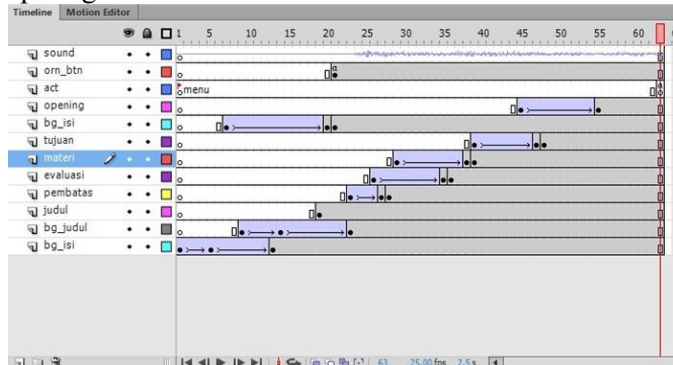 Timeline Motion Editor
1 5 10 15 20 25 30 35 40 45 50 55 60
sound
orn_btn a
act menu
opening
bg_isi
tujuan
materi
evaluasi
pembatas
judul
bg_judul
bg_isi
63 25.00 fps 2.5 s